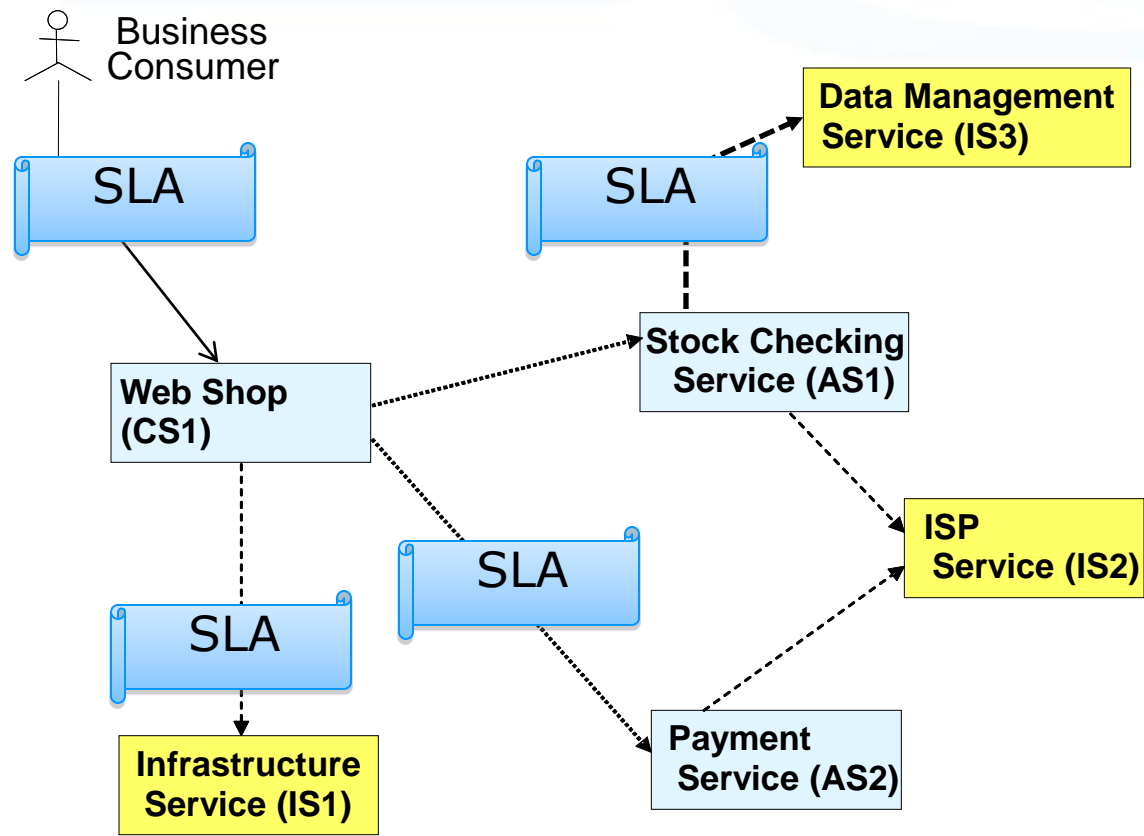 Business
Consumer
Data Management
Service (IS3)
SLA
SLA
Stock Checking
Service (AS1)
Web Shop
(CS1)
ISP
Service (IS2)
SLA
SLA
Payment
Service (AS2)
Infrastructure
Service (IS1)